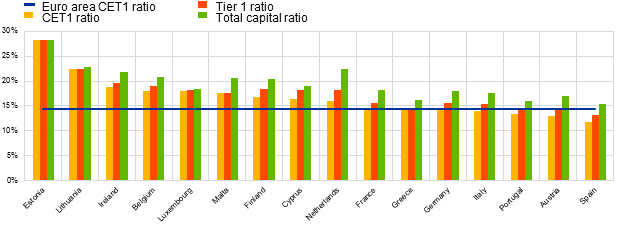 Euro area CET1 ratio
Tier 1 ratio
CET1 ratio
Total capital ratio
30%
25%
20%
15%
10%
5%
0%
Estonia
Lithuania
Ireland
Belgium
Luxembourg
Malta
Finland
Cyprus
Netherlands
France
Greece
Germany
Italy
Portugal
Austria
Spain